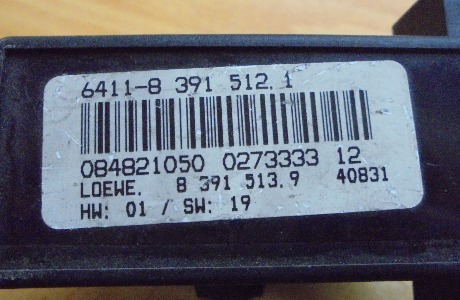 6411-8 391 512.1
084821050 0273333 12
LOEWE. 8 391 513.9 40831
HW: 01 / SW: 19